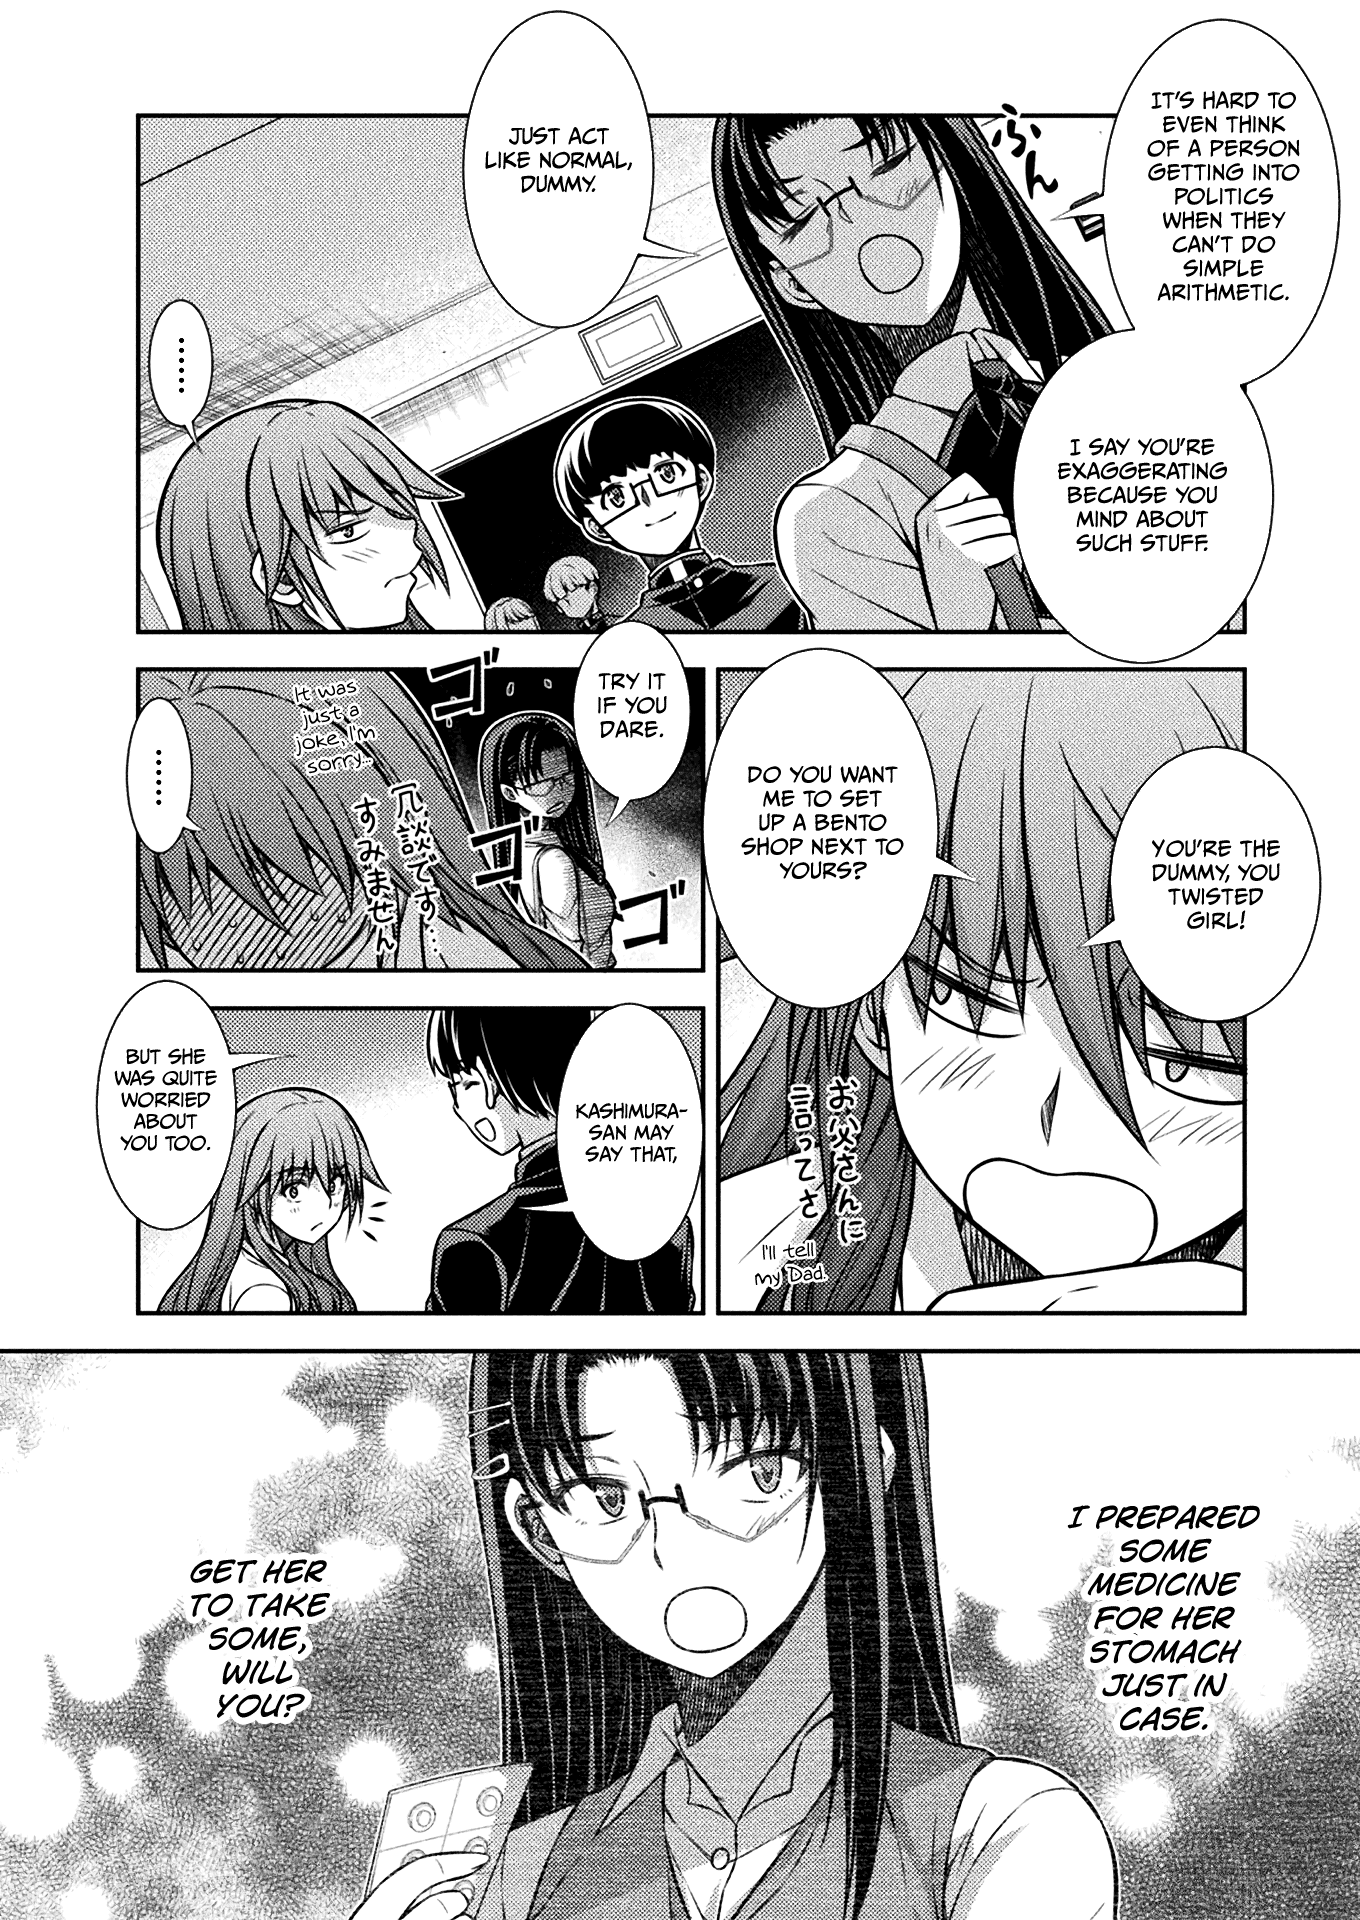 IT'S HARD TO
EVEN THINK
OF A PERSON
GETTING INTO
POLITICS
WHEN THEY
CAN'T DO
SIMPLE
ARITHMETIC.
ふん
I SAY YOU'RE
EXAGGERATING
BECAUSE YOU
MIND ABOUT
SUCH STUFF.
JUST ACT
LIKE NORMAL,
DUMMY.
......
YOU'RE THE
DUMMY, YOU
TWISTED
GIRL!
DO YOU WANT
ME TO SET
UP A BENTO
SHOP NEXT TO
YOURS?
お父さんに
言ってさ
I'll tell
my Dad.
TRY IT
IF YOU
DARE.
ゴ
ゴ
ゴ
It was
just a
joke, I'm
sorry..
冗談です...
すみません
......
KASHIMURA-
SAN MAY
SAY THAT,
BUT SHE
WAS QUITE
WORRIED
ABOUT
YOU TOO.
I PREPARED
SOME
MEDICINE
FOR HER
STOMACH
JUST IN
CASE.
GET HER
TO TAKE
SOME,
WILL
YOU?